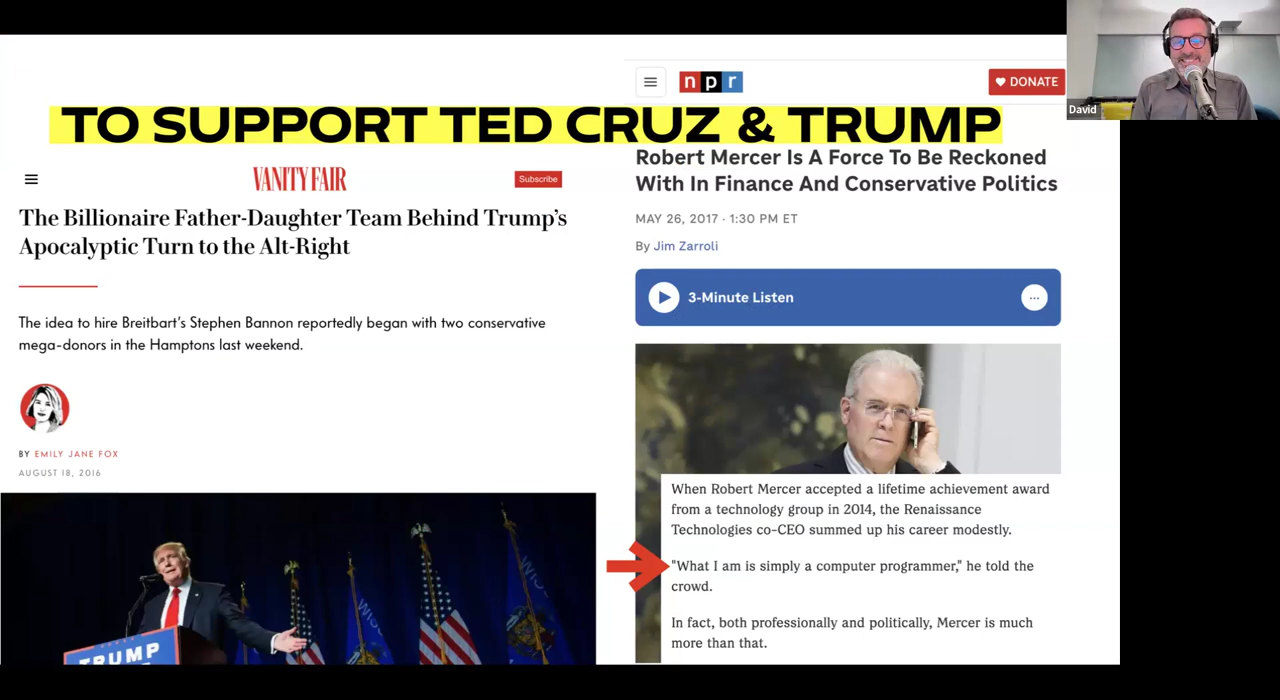 TO SUPPORT TED CRUZ & TRUMP
VANITY FAIR
Subscribe
The Billionaire Father-Daughter Team Behind Trump's
Apocalyptic Turn to the Alt-Right
The idea to hire Breitbart's Stephen Bannon reportedly began with two conservative
mega-donors in the Hamptons last weekend.
BY EMILY JANE FOX
AUGUST 18, 2016
TRUMP
WISC
npr
DONATE
Robert Mercer Is A Force To Be Reckoned
With In Finance And Conservative Politics
MAY 26, 2017 · 1:30 PM ET
By Jim Zarroli
3-Minute Listen
When Robert Mercer accepted a lifetime achievement award
from a technology group in 2014, the Renaissance
Technologies co-CEO summed up his career modestly.
"What I am is simply a computer programmer," he told the
crowd.
In fact, both professionally and politically, Mercer is much
more than that.
David